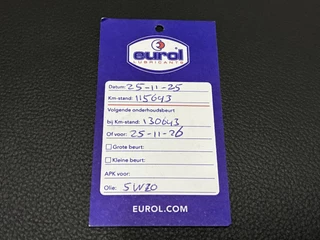 eurol
LUBRICANTS
Datum: 25-11-25
Km-stand: 115643
Volgende onderhoudsbeurt
bij Km-stand: 130643
Of voor: 25-11-26
Grote beurt:
Kleine beurt:
APK voor:
Olie: 5W20
EUROL.COM